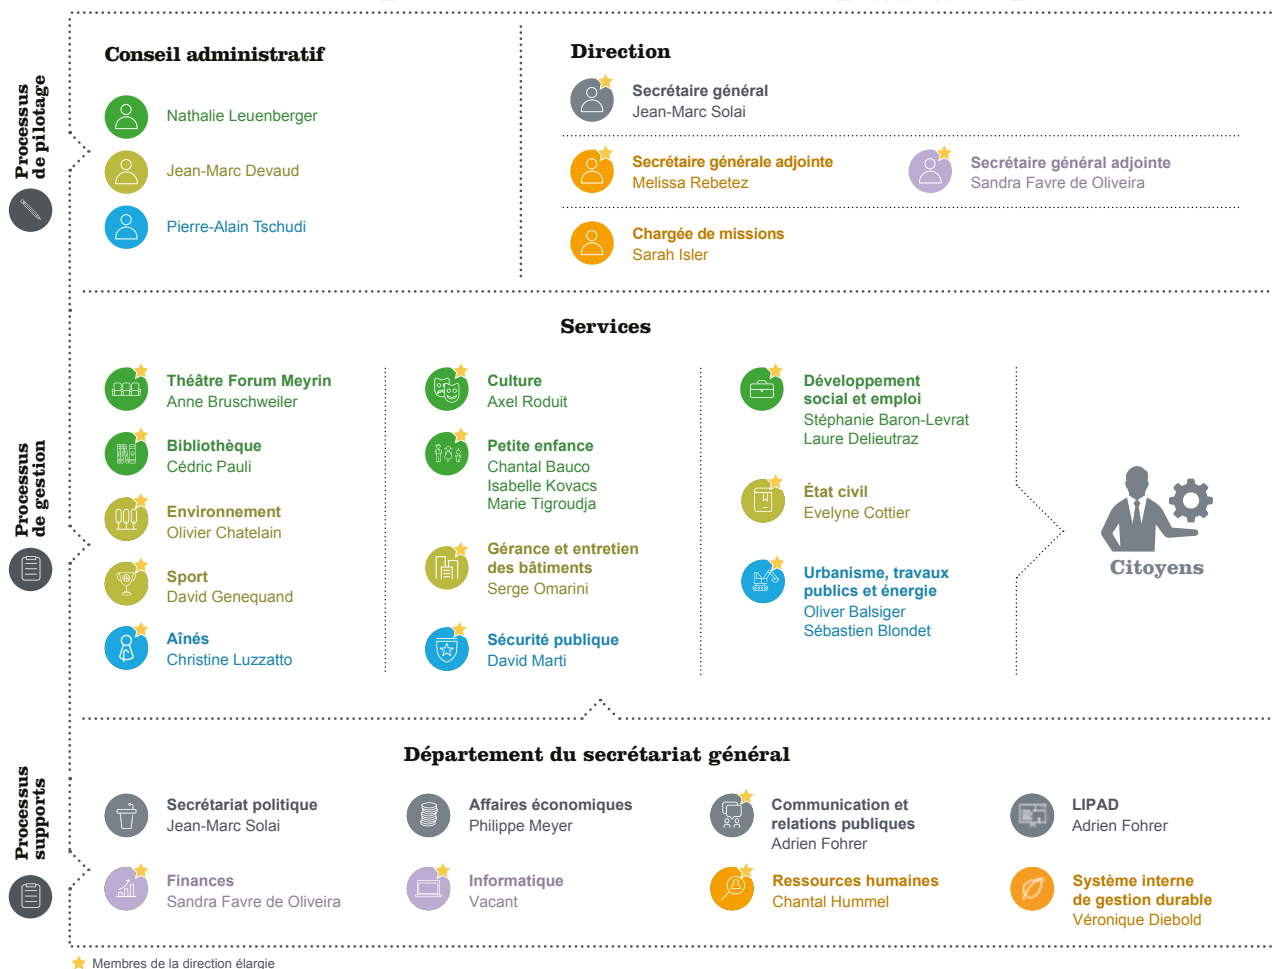 Processus
de pilotage
Conseil administratif
Nathalie Leuenberger
Jean-Marc Devaud
Pierre-Alain Tschudi
Direction
Secrétaire général
Jean-Marc Solai
Secrétaire générale adjointe
Melissa Rebetez
Secrétaire général adjointe
Sandra Favre de Oliveira
Chargée de missions
Sarah Isler
Processus
de gestion
Services
Théâtre Forum Meyrin
Anne Bruschweiler
Bibliothèque
Cédric Pauli
Environnement
Olivier Chatelain
Sport
David Genequand
Aînés
Christine Luzzatto
Culture
Axel Roduit
Petite enfance
Chantal Bauco
Isabelle Kovacs
Marie Tigroudja
Gérance et entretien
des bâtiments
Serge Omarini
Sécurité publique
David Marti
Développement
social et emploi
Stéphanie Baron-Levrat
Laure Delieutraz
État civil
Evelyne Cottier
Urbanisme, travaux
publics et énergie
Oliver Balsiger
Sébastien Blondet
Citoyens
Processus
supports
Département du secrétariat général
Secrétariat politique
Jean-Marc Solai
Affaires économiques
Philippe Meyer
Communication et
relations publiques
Adrien Fohrer
LIPAD
Adrien Fohrer
Finances
Sandra Favre de Oliveira
Informatique
Vacant
Ressources humaines
Chantal Hummel
Système interne
de gestion durable
Véronique Diebold
Membres de la direction élargie